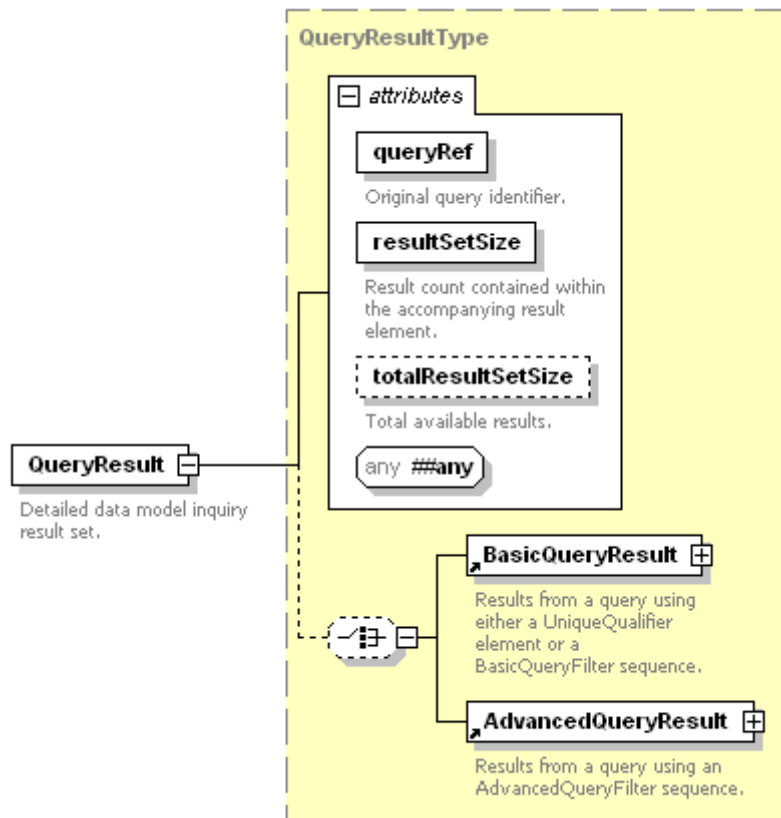 QueryResultType
attributes
queryRef
Original query identifier.
resultSetSize
Result count contained within
the accompanying result
element.
totalResultSetSize
Total available results.
any ##any
QueryResult
Detailed data model inquiry
result set.
BasicQueryResult
Results from a query using
either a UniqueQualifier
element or a
BasicQueryFilter sequence.
AdvancedQueryResult
Results from a query using an
AdvancedQueryFilter sequence.